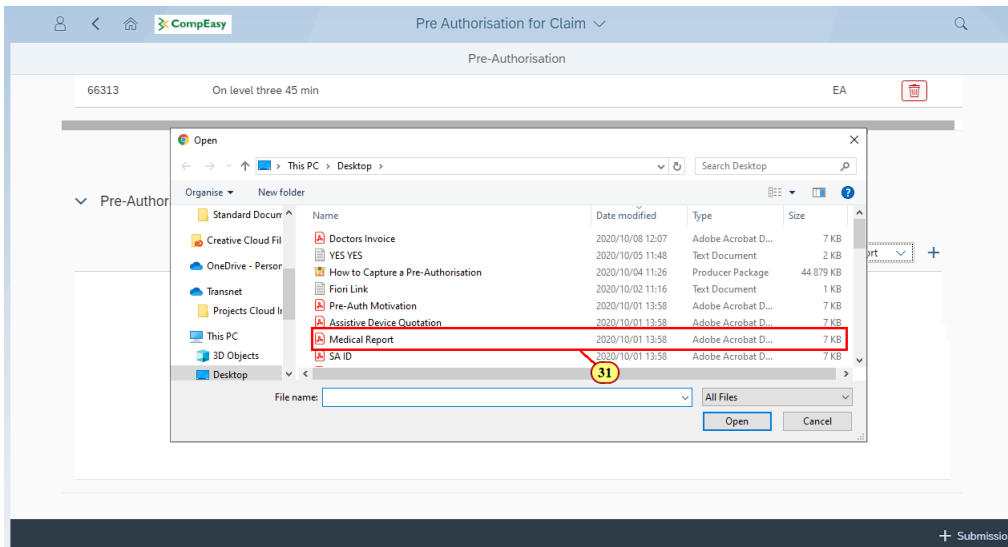 CompEasy
Pre Authorisation for Claim
Pre-Authorisation
66313 On level three 45 min EA
Open
This PC > Desktop > Search Desktop
Organise New folder
Pre-Author
Standard Docum
Creative Cloud Fil
OneDrive - Person
Transnet
Projects Cloud I
This PC
3D Objects
Desktop
Name Date modified Type Size
Doctors Invoice 2020/10/08 12:07 Adobe Acrobat D... 7 KB
YES YES 2020/10/05 11:48 Text Document 2 KB
How to Capture a Pre-Authorisation 2020/10/04 11:26 Producer Package 44 879 KB
Fiori Link 2020/10/02 11:16 Text Document 1 KB
Pre-Auth Motivation 2020/10/01 13:58 Adobe Acrobat D... 7 KB
Assistive Device Quotation 2020/10/01 13:58 Adobe Acrobat D... 7 KB
Medical Report 2020/10/01 13:58 Adobe Acrobat D... 7 KB
SA ID 2020/10/01 13:58 Adobe Acrobat D... 7 KB
31
ort
File name: All Files
Open Cancel
+ Submissio